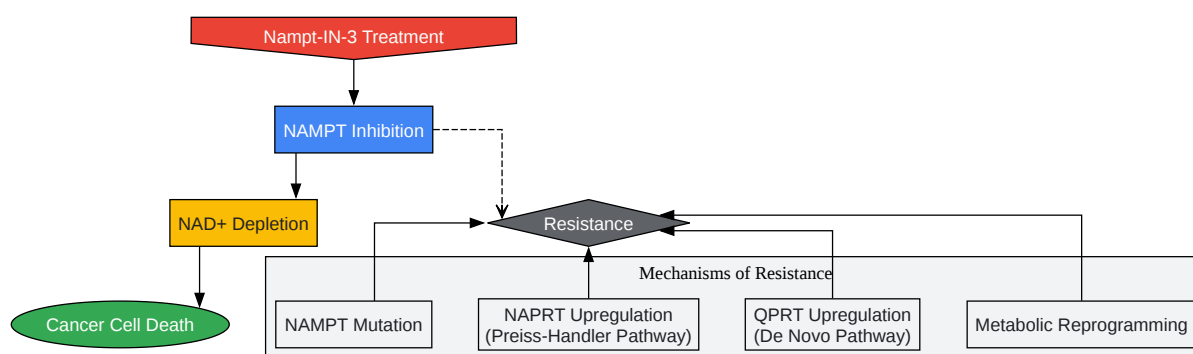 Nampt-IN-3 Treatment
NAMPT Inhibition
NAD+ Depletion
Resistance
Mechanisms of Resistance
Cancer Cell Death
NAMPT Mutation
NAPRT Upregulation
(Preiss-Handler Pathway)
QPRT Upregulation
(De Novo Pathway)
Metabolic Reprogramming